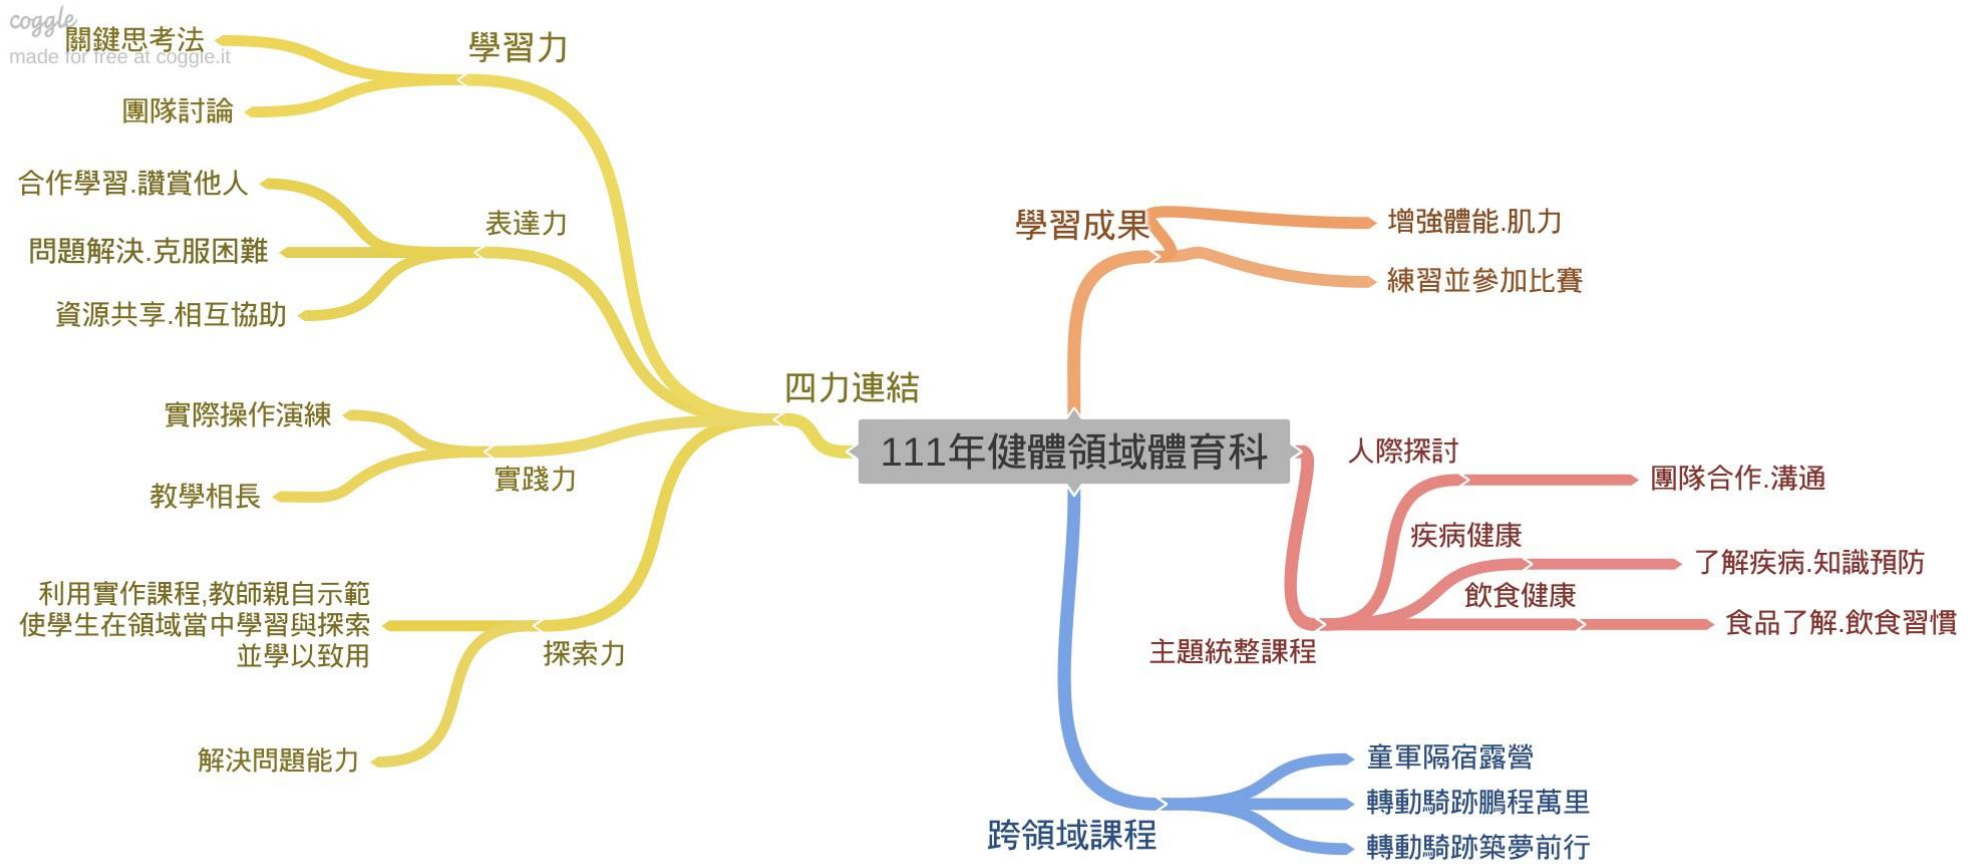 coggle
made for free at coggle.it
關鍵思考法
團隊討論
學習力
合作學習.讚賞他人
問題解決.克服困難
資源共享.相互協助
表達力
實際操作演練
教學相長
實踐力
利用實作課程,教師親自示範
使學生在領域當中學習與探索
並學以致用
解決問題能力
探索力
四力連結
111年健體領域體育科
學習成果
增強體能.肌力
練習並參加比賽
人際探討
團隊合作.溝通
疾病健康
了解疾病.知識預防
飲食健康
食品了解.飲食習慣
主題統整課程
跨領域課程
童軍隔宿露營
轉動騎跡鵬程萬里
轉動騎跡築夢前行